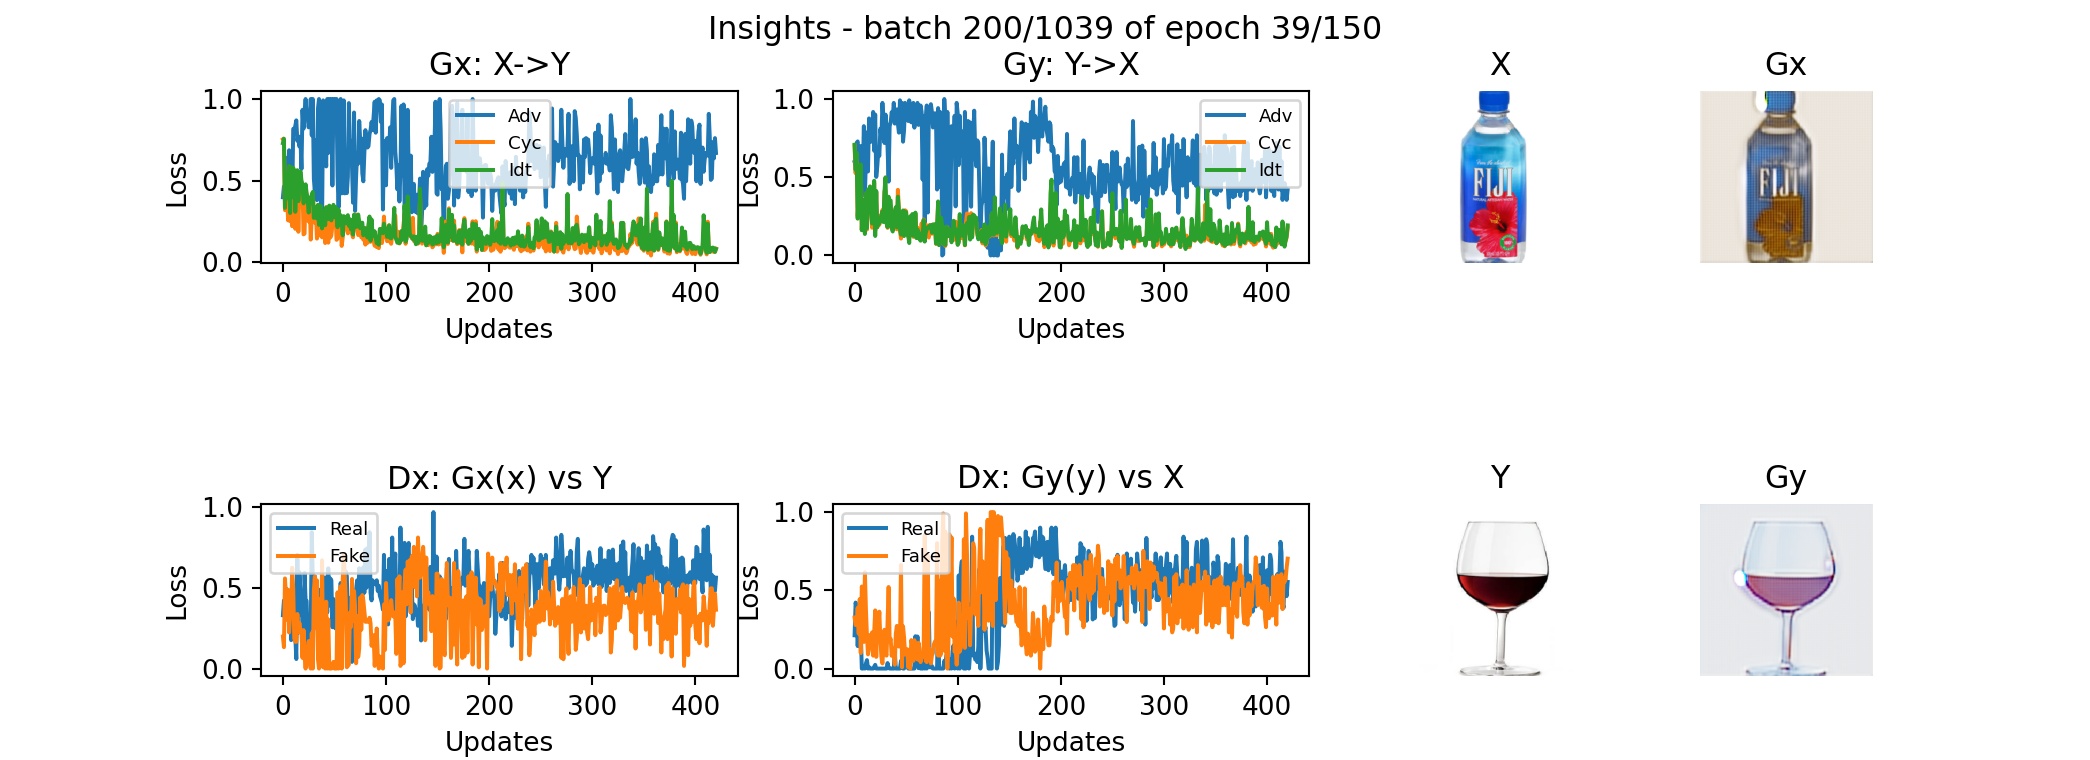 Insights - batch 200/1039 of epoch 39/150
Gx: X->Y
1.0
0.5
0.0
Loss
Adv
Cyc
Idt
0 100 200 300 400
Updates
Gy: Y->X
1.0
0.5
0.0
Loss
Adv
Cyc
Idt
0 100 200 300 400
Updates
X
FIJI
Gx
FIJI
Dx: Gx(x) vs Y
1.0
0.5
0.0
Loss
Real
Fake
0 100 200 300 400
Updates
Dx: Gy(y) vs X
1.0
0.5
0.0
Loss
Real
Fake
0 100 200 300 400
Updates
Y
Gy